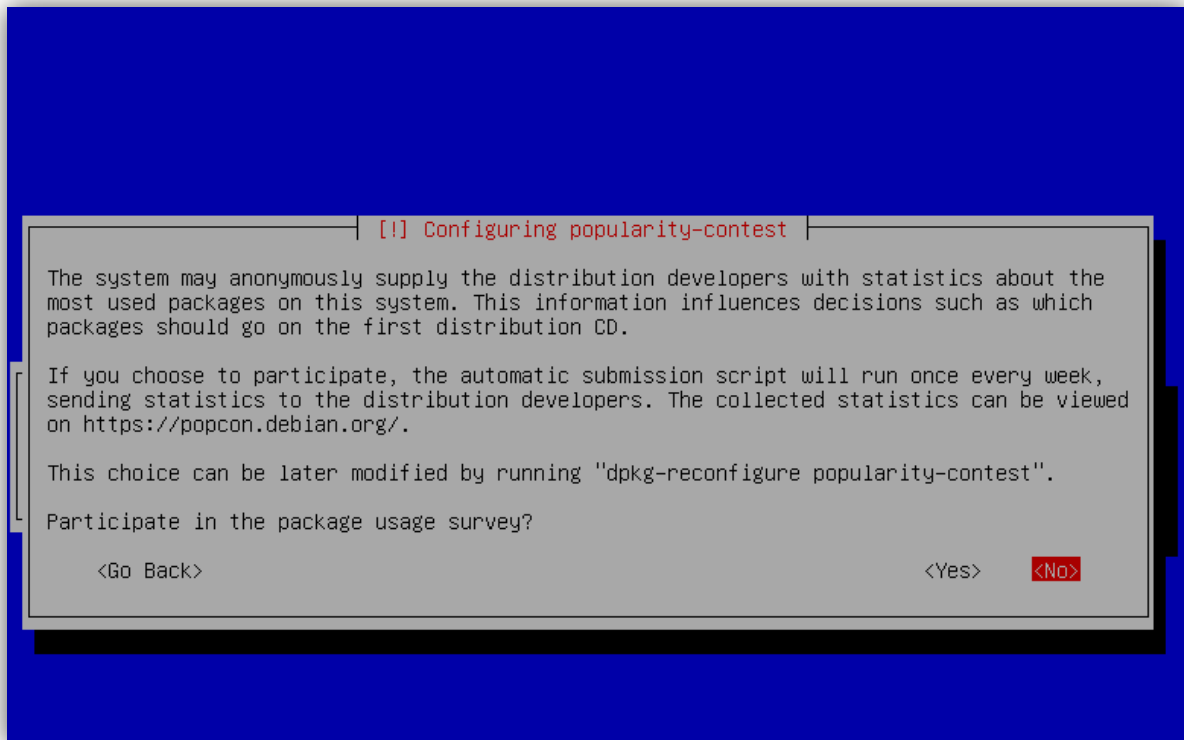 [!] Configuring popularity-contest
The system may anonymously supply the distribution developers with statistics about the
most used packages on this system. This information influences decisions such as which
packages should go on the first distribution CD.
If you choose to participate, the automatic submission script will run once every week,
sending statistics to the distribution developers. The collected statistics can be viewed
on https://popcon.debian.org/.
This choice can be later modified by running "dpkg-reconfigure popularity-contest".
Participate in the package usage survey?
<Go Back> <Yes> <No>